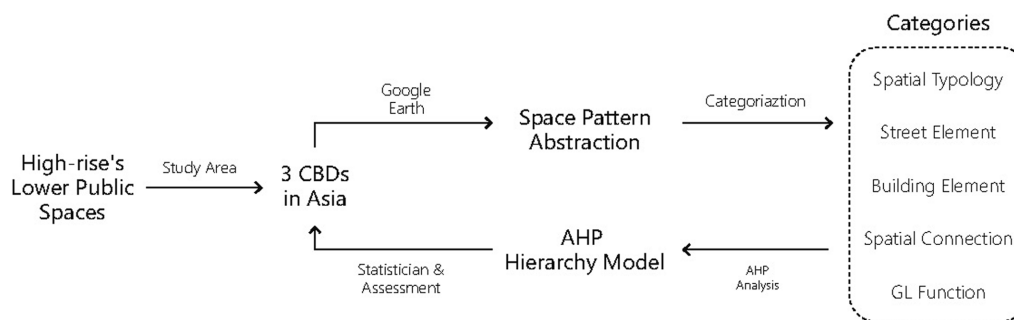 Categories
High-rise's
Lower Public
Spaces
Study Area
3 CBDs
in Asia
Google
Earth
Space Pattern
Abstraction
Categoriaztion
Spatial Typology
Street Element
Building Element
Spatial Connection
GL Function
AHP
Analysis
AHP
Hierarchy Model
Statistician &
Assessment